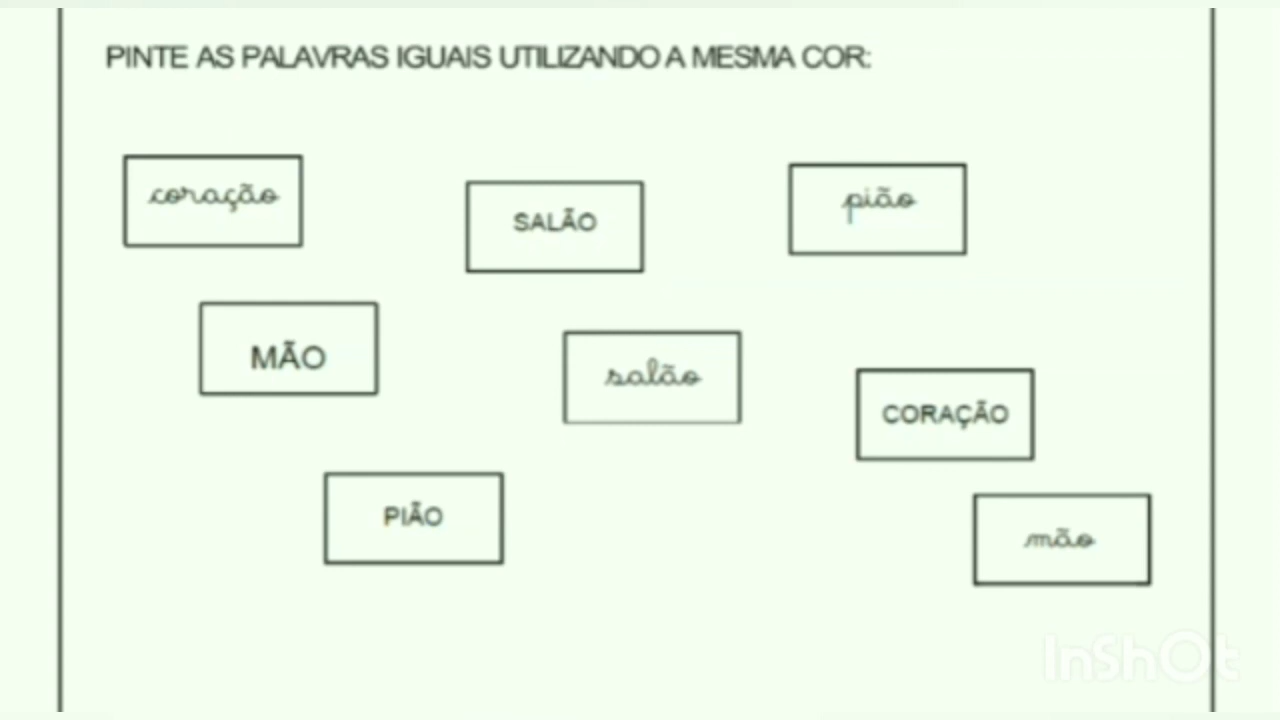 PINTE AS PALAVRAS IGUAIS UTILIZANDO A MESMA COR:
coração
SALÃO
pião
MÃO
salão
CORAÇÃO
PIÃO
mão
InShOt